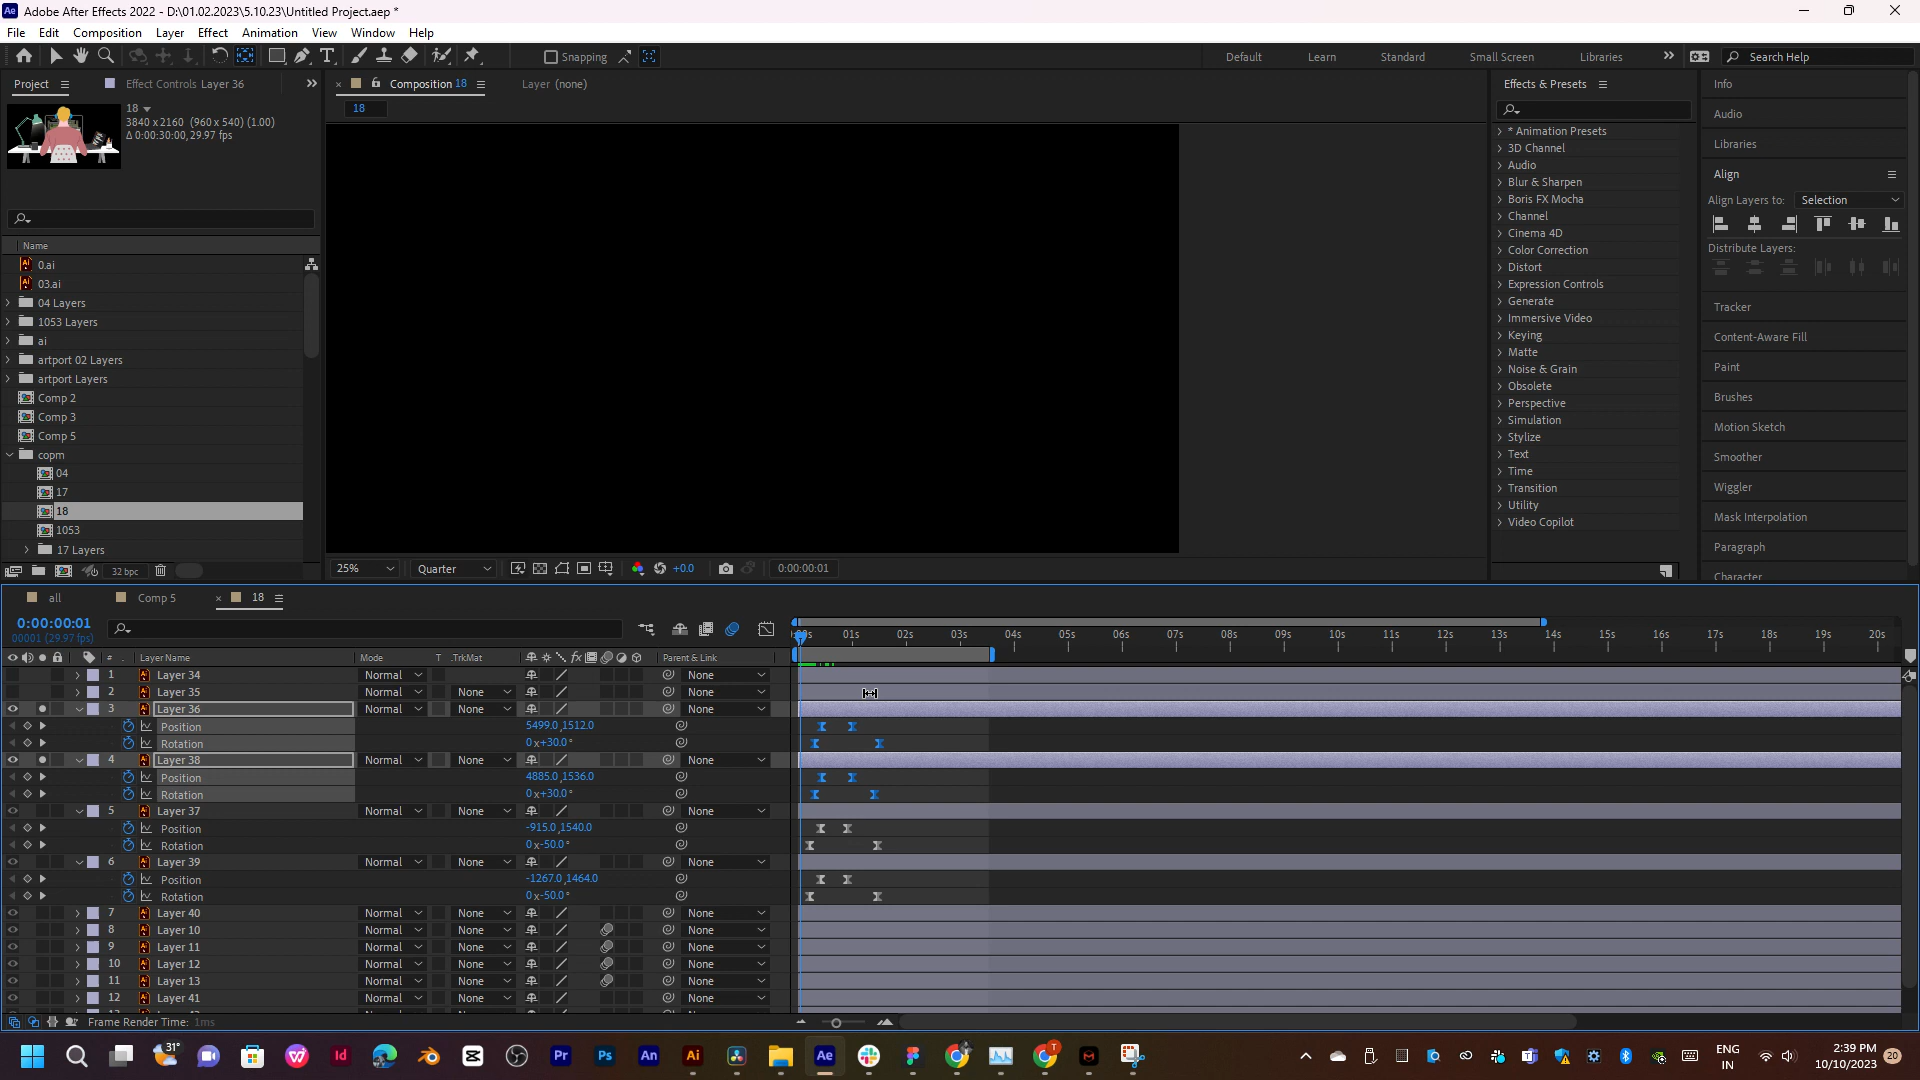 Adobe After Effects 2022 - D:\01.02.2023\5.10.23\Untitled Project.aep *
File Edit Composition Layer Effect Animation View Window Help
Snapping
Default Learn Standard Small Screen Libraries
Search Help
Project
Effect Controls Layer 36
Composition 18
Layer (none)
Effects & Presets
Info
18
3840 x 2160 (960 x 540) (1.00)
Δ 0:00:30:00, 29.97 fps
18
Name
0.ai
03.ai
04 Layers
1053 Layers
ai
artport 02 Layers
artport Layers
Comp 2
Comp 3
Comp 5
copm
04
17
18
1053
17 Layers
32 bpc
25% Quarter +0.0 0:00:00:01
* Animation Presets
3D Channel
Audio
Blur & Sharpen
Boris FX Mocha
Channel
Cinema 4D
Color Correction
Distort
Expression Controls
Generate
Immersive Video
Keying
Matte
Noise & Grain
Obsolete
Perspective
Simulation
Stylize
Text
Time
Transition
Utility
Video Copilot
Audio
Libraries
Align
Align Layers to: Selection
Distribute Layers:
Tracker
Content-Aware Fill
Paint
Brushes
Motion Sketch
Smoother
Wiggler
Mask Interpolation
Paragraph
Character
all Comp 5 18
0:00:00:01
00001 (29.97 fps)
:00s 01s 02s 03s 04s 05s 06s 07s 08s 09s 10s 11s 12s 13s 14s 15s 16s 17s 18s 19s 20s
# Layer Name Mode T .TrkMat fx Parent & Link
1 Layer 34 Normal None
2 Layer 35 Normal None None
3 Layer 36 Normal None None
Position 5499.0,1512.0
Rotation 0x+30.0°
4 Layer 38 Normal None None
Position 4885.0,1536.0
Rotation 0x+30.0°
5 Layer 37 Normal None None
Position -915.0,1540.0
Rotation 0x-50.0°
6 Layer 39 Normal None None
Position -1267.0,1464.0
Rotation 0x-50.0°
7 Layer 40 Normal None None
8 Layer 10 Normal None None
9 Layer 11 Normal None None
10 Layer 12 Normal None None
11 Layer 13 Normal None None
12 Layer 41 Normal None None
Frame Render Time: 1ms
31°
Id
Pr
Ps
An
Ai
Ae
T
ENG
IN
2:39 PM
10/10/2023
20